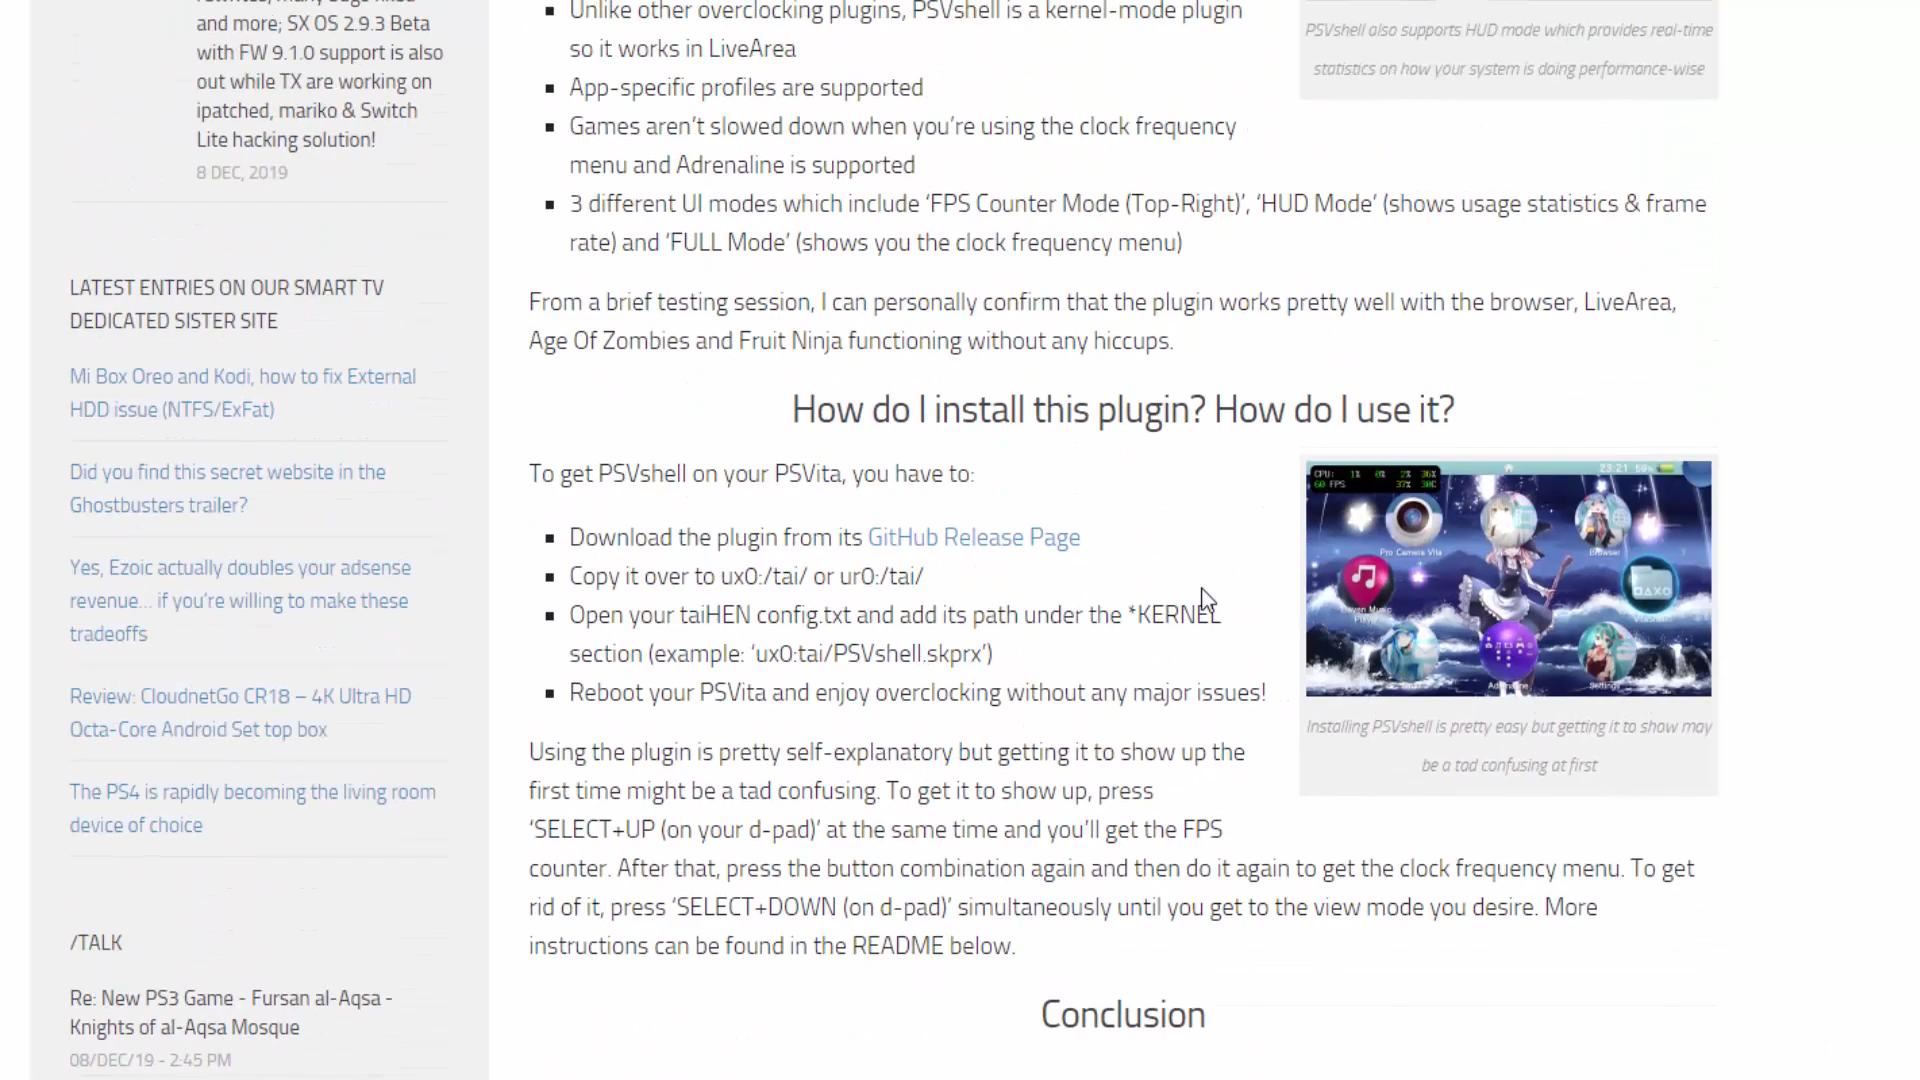 and more; SX OS 2.9.3 Beta
with FW 9.1.0 support is also
out while TX are working on
ipatched, mariko & Switch
Lite hacking solution!
8 DEC, 2019
LATEST ENTRIES ON OUR SMART TV
DEDICATED SISTER SITE
Mi Box Oreo and Kodi, how to fix External
HDD issue (NTFS/ExFat)
Did you find this secret website in the
Ghostbusters trailer?
Yes, Ezoic actually doubles your adsense
revenue… if you’re willing to make these
tradeoffs
Review: CloudnetGo CR18 – 4K Ultra HD
Octa-Core Android Set top box
The PS4 is rapidly becoming the living room
device of choice
/TALK
Re: New PS3 Game - Fursan al-Aqsa -
Knights of al-Aqsa Mosque
08/DEC/19 - 2:45 PM
Unlike other overclocking plugins, PSVshell is a kernel-mode plugin
so it works in LiveArea
App-specific profiles are supported
Games aren’t slowed down when you’re using the clock frequency
menu and Adrenaline is supported
3 different UI modes which include ‘FPS Counter Mode (Top-Right)’, ‘HUD Mode’ (shows usage statistics & frame
rate) and ‘FULL Mode’ (shows you the clock frequency menu)
PSVshell also supports HUD mode which provides real-time
statistics on how your system is doing performance-wise
From a brief testing session, I can personally confirm that the plugin works pretty well with the browser, LiveArea,
Age Of Zombies and Fruit Ninja functioning without any hiccups.
How do I install this plugin? How do I use it?
To get PSVshell on your PSVita, you have to:
Download the plugin from its GitHub Release Page
Copy it over to ux0:/tai/ or ur0:/tai/
Open your taiHEN config.txt and add its path under the *KERNEL
section (example: ‘ux0:tai/PSVshell.skprx’)
Reboot your PSVita and enjoy overclocking without any major issues!
CPU: 1% 0% 2% 36%
60 FPS 37% 38C
23:21 59%
Pro Camera Vita
Browser
Player
Settings
Installing PSVshell is pretty easy but getting it to show may
be a tad confusing at first
Using the plugin is pretty self-explanatory but getting it to show up the
first time might be a tad confusing. To get it to show up, press
‘SELECT+UP (on your d-pad)’ at the same time and you’ll get the FPS
counter. After that, press the button combination again and then do it again to get the clock frequency menu. To get
rid of it, press ‘SELECT+DOWN (on d-pad)’ simultaneously until you get to the view mode you desire. More
instructions can be found in the README below.
Conclusion